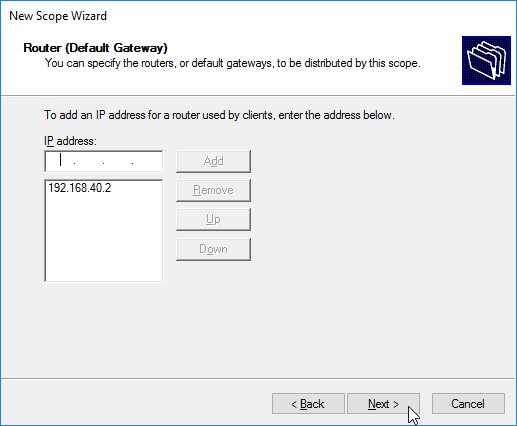 New Scope Wizard
Router (Default Gateway)
You can specify the routers, or default gateways, to be distributed by this scope.
To add an IP address for a router used by clients, enter the address below.
IP address:
. . .
Add
192.168.40.2
Remove
Up
Down
< Back
Next >
Cancel